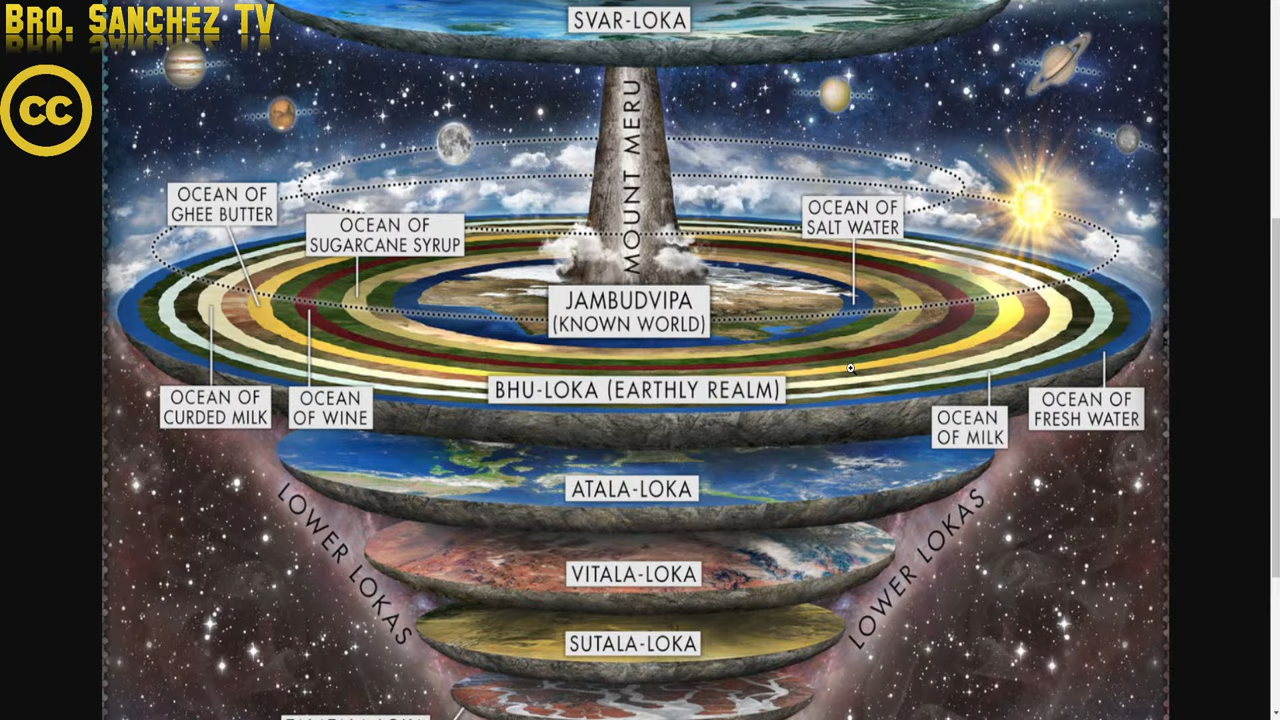 BRO. SANCHEZ TV
CC
SVAR-LOKA
MOUNT MERU
OCEAN OF
GHEE BUTTER
OCEAN OF
SUGARCANE SYRUP
OCEAN OF
SALT WATER
JAMBUDVIPA
(KNOWN WORLD)
BHU-LOKA (EARTHLY REALM)
OCEAN OF
CURDED MILK
OCEAN
OF WINE
OCEAN
OF MILK
OCEAN OF
FRESH WATER
ATALA-LOKA
LOWER LOKAS
LOWER LOKAS
VITALA-LOKA
SUTALA-LOKA